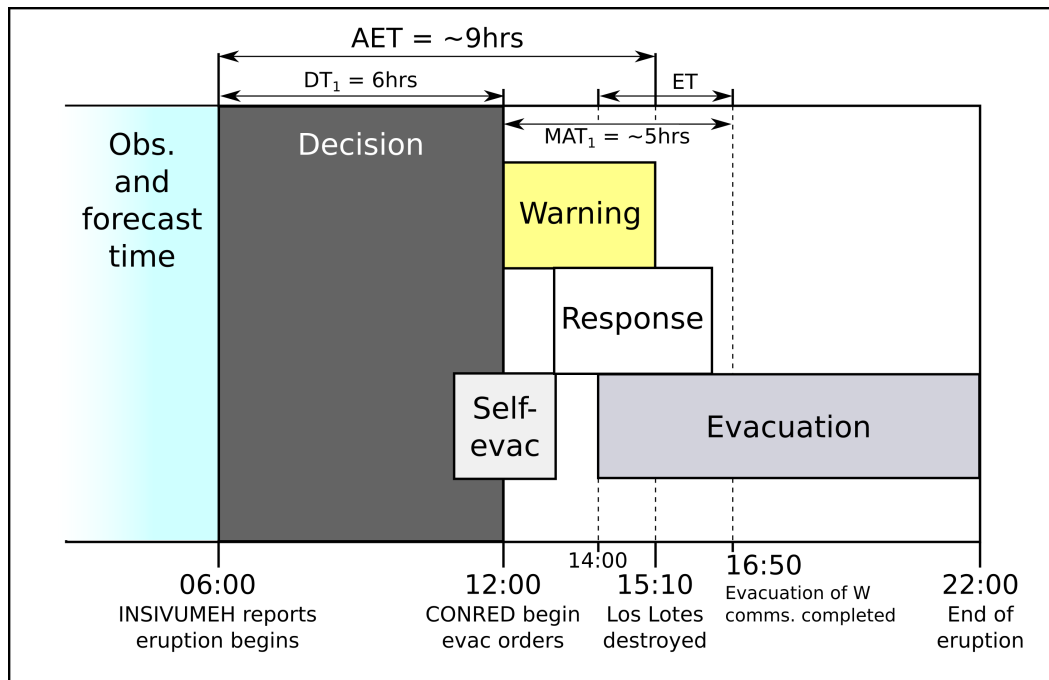 AET = ~9hrs
DT₁ = 6hrs
ET
MAT₁ = ~5hrs
Obs.
and
forecast
time
Decision
Warning
Response
Self-
evac
Evacuation
06:00
INSIVUMEH reports
eruption begins
12:00
CONRED begin
evac orders
14:00
15:10
Los Lotes
destroyed
16:50
Evacuation of W
comms. completed
22:00
End of
eruption